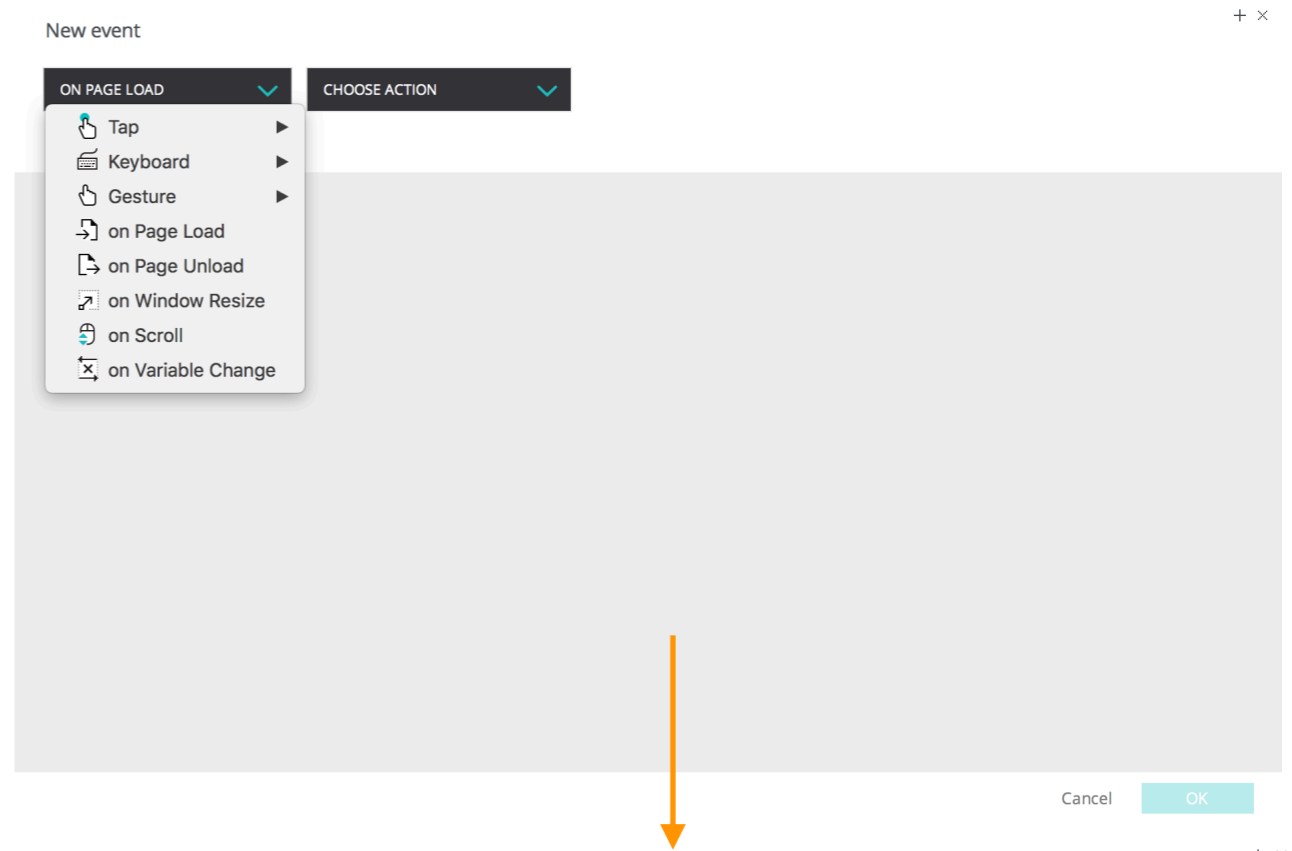 New event
ON PAGE LOAD
CHOOSE ACTION
Tap
Keyboard
Gesture
on Page Load
on Page Unload
on Window Resize
on Scroll
on Variable Change
Cancel
OK